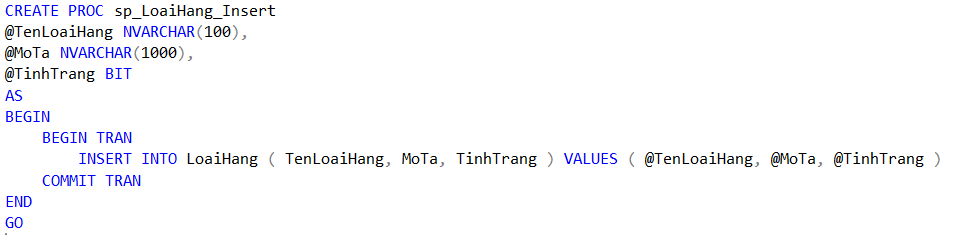 CREATE PROC sp_LoaiHang_Insert
@TenLoaiHang NVARCHAR(100),
@MoTa NVARCHAR(1000),
@TinhTrang BIT
AS
BEGIN
    BEGIN TRAN
        INSERT INTO LoaiHang ( TenLoaiHang, MoTa, TinhTrang ) VALUES ( @TenLoaiHang, @MoTa, @TinhTrang )
    COMMIT TRAN
END
GO